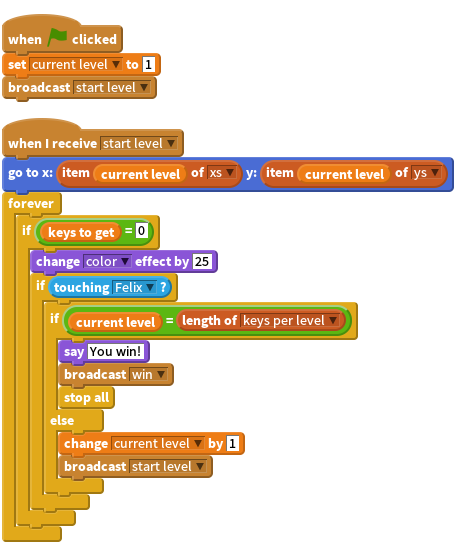 when clicked
set current level to 1
broadcast start level
when I receive start level
go to x: item current level of xs y: item current level of ys
forever
if keys to get = 0
change color effect by 25
if touching Felix ?
if current level = length of keys per level
say You win!
broadcast win
stop all
else
change current level by 1
broadcast start level